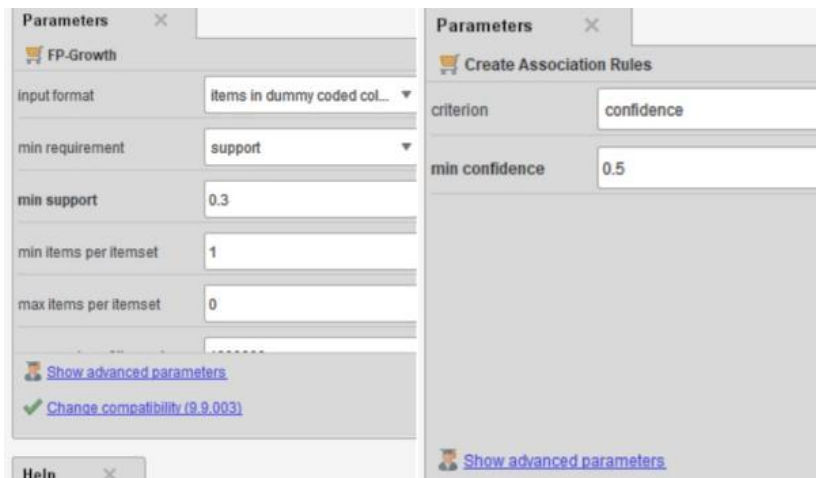 Parameters
FP-Growth
input format items in dummy coded col...
min requirement support
min support 0.3
min items per itemset 1
max items per itemset 0
Show advanced parameters
Change compatibility (9.9.003)
Help
Parameters
Create Association Rules
criterion confidence
min confidence 0.5
Show advanced parameters